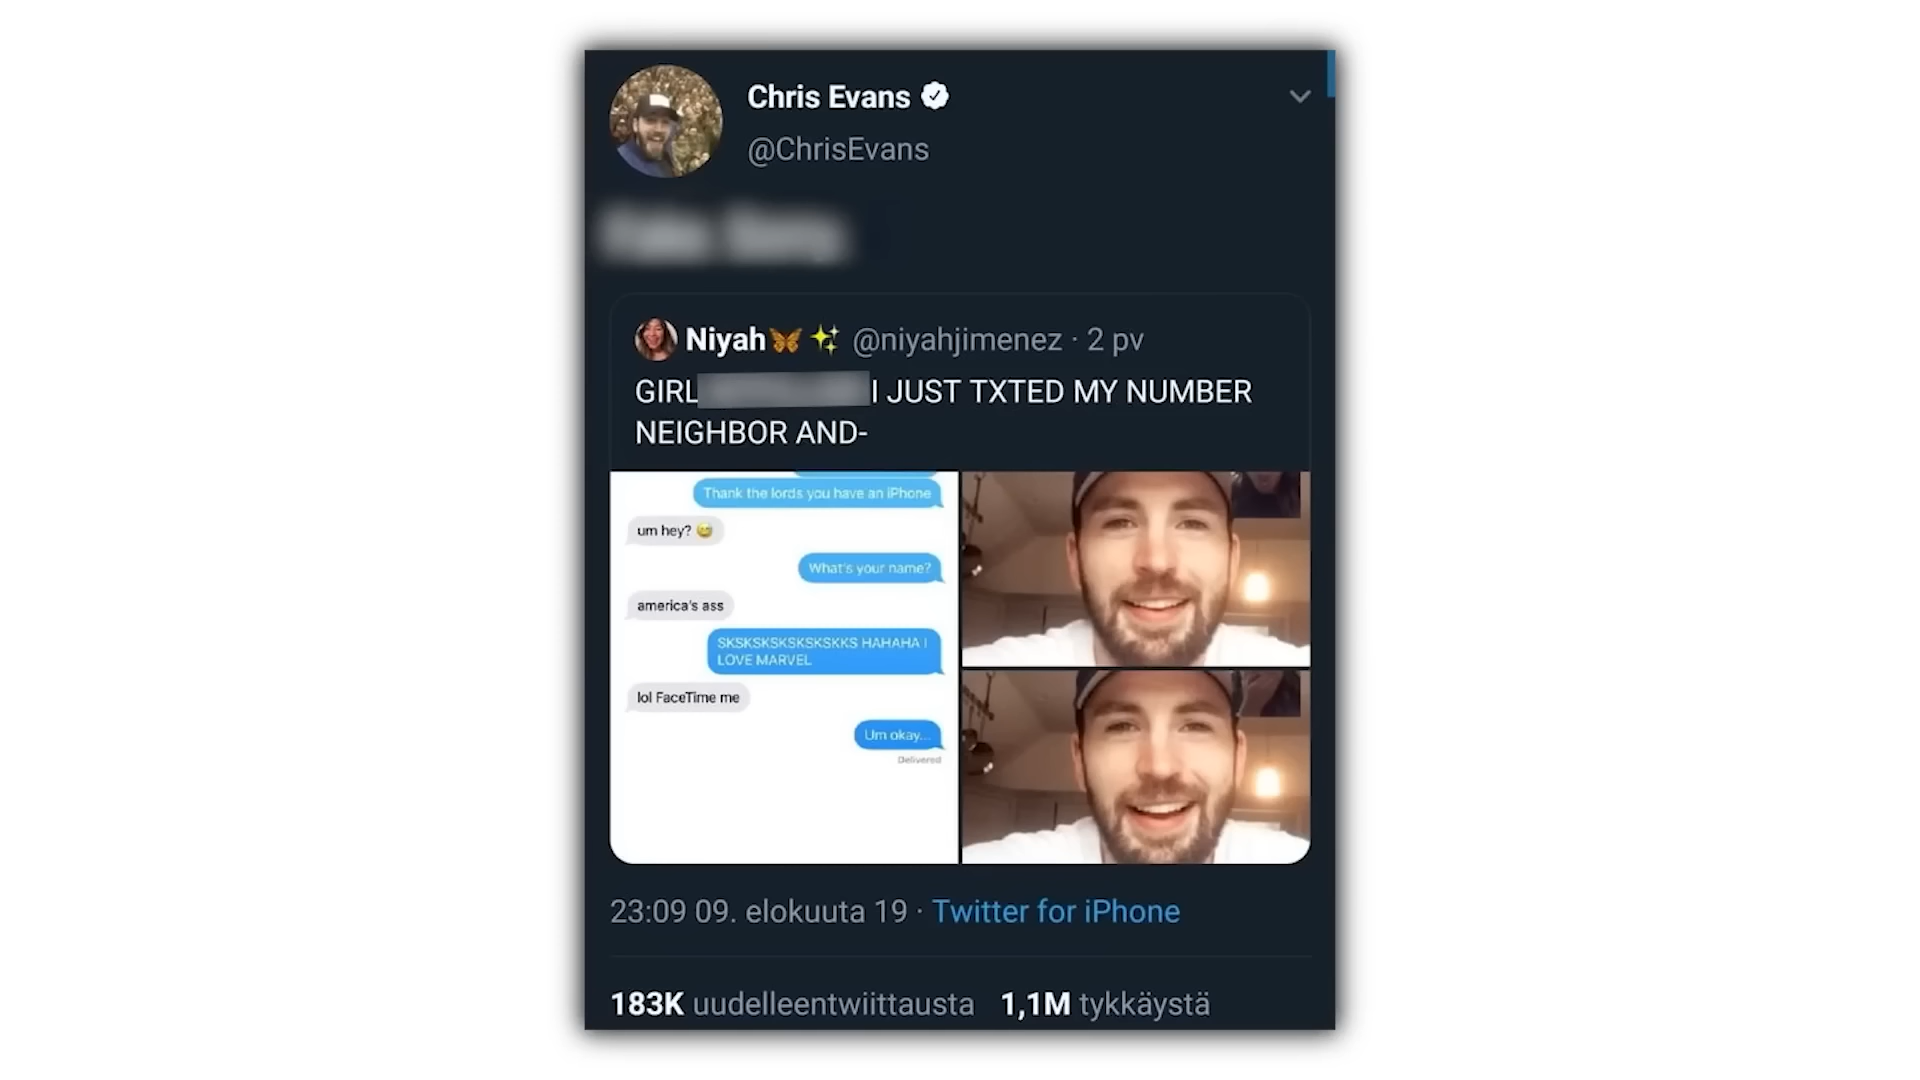 Chris Evans
@ChrisEvans
Niyah🦋✨ @niyahjimenez · 2 pv
GIRL I JUST TXTED MY NUMBER
NEIGHBOR AND-
Thank the lords you have an iPhone
um hey? 😅
What's your name?
america's ass
SKSKSKSKSKSKSKKS HAHAHA I
LOVE MARVEL
lol FaceTime me
Um okay...
Delivered
23:09 09. elokuuta 19 · Twitter for iPhone
183K uudelleentwiittausta 1,1M tykkäystä